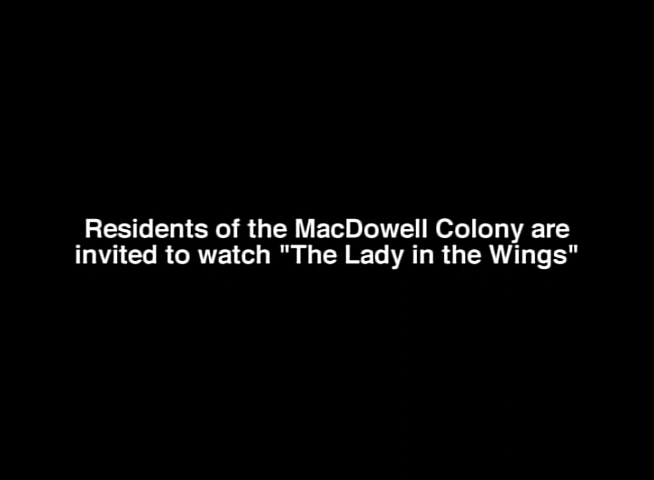 Residents of the MacDowell Colony are
invited to watch "The Lady in the Wings"